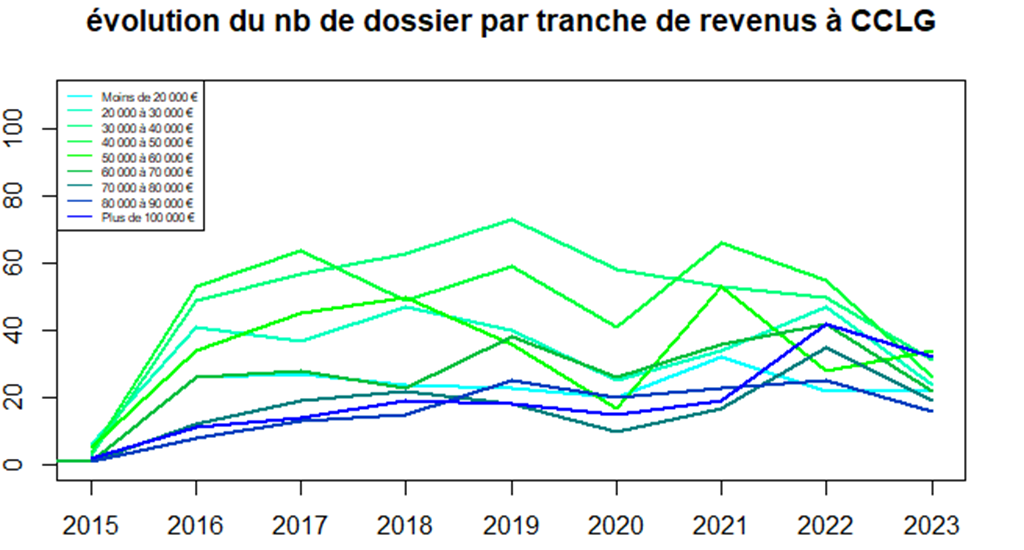 évolution du nb de dossier par tranche de revenus à CCLG
Moins de 20 000 €
20 000 à 30 000 €
30 000 à 40 000 €
40 000 à 50 000 €
50 000 à 60 000 €
60 000 à 70 000 €
70 000 à 80 000 €
80 000 à 90 000 €
Plus de 100 000 €
100
80
60
40
20
0
2015 2016 2017 2018 2019 2020 2021 2022 2023